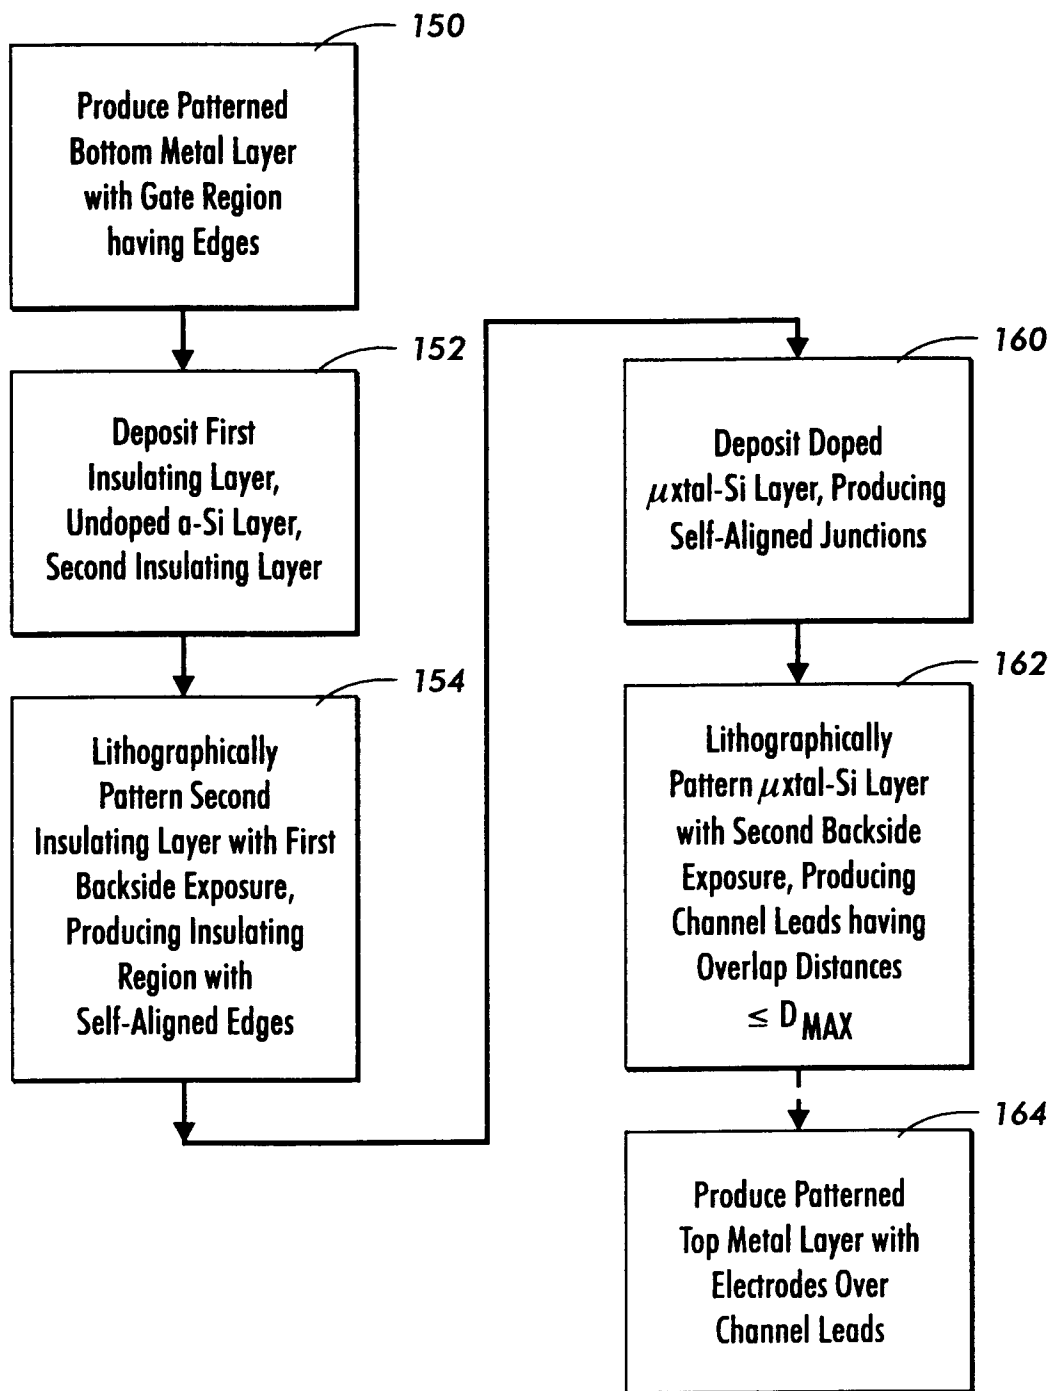 150
Produce Patterned
Bottom Metal Layer
with Gate Region
having Edges
152
Deposit First
Insulating Layer,
Undoped a-Si Layer,
Second Insulating Layer
154
Lithographically
Pattern Second
Insulating Layer with First
Backside Exposure,
Producing Insulating
Region with
Self-Aligned Edges
160
Deposit Doped
μxtal-Si Layer, Producing
Self-Aligned Junctions
162
Lithographically
Pattern μxtal-Si Layer
with Second Backside
Exposure, Producing
Channel Leads having
Overlap Distances
≤ DMAX
164
Produce Patterned
Top Metal Layer with
Electrodes Over
Channel Leads